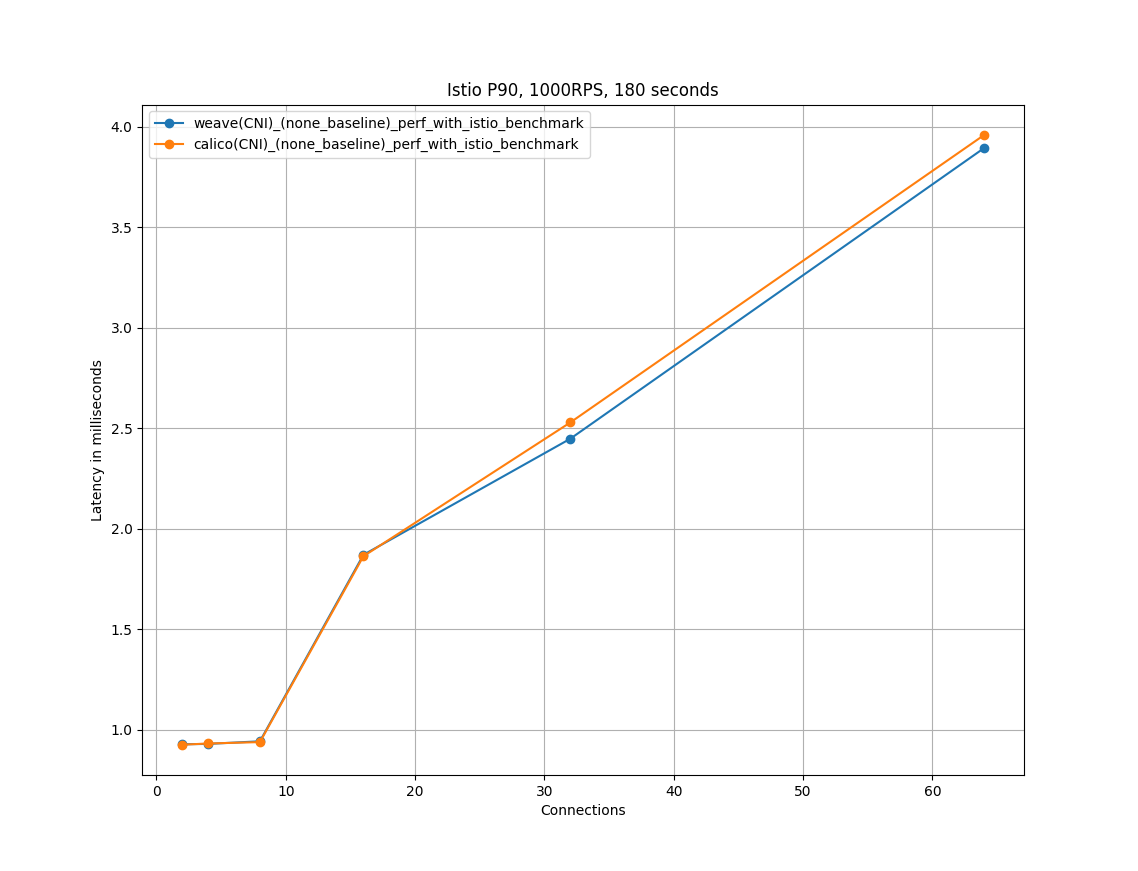 Istio P90, 1000RPS, 180 seconds
weave(CNI)_(none_baseline)_perf_with_istio_benchmark
calico(CNI)_(none_baseline)_perf_with_istio_benchmark
Latency in milliseconds
4.0
3.5
3.0
2.5
2.0
1.5
1.0
0 10 20 30 40 50 60
Connections